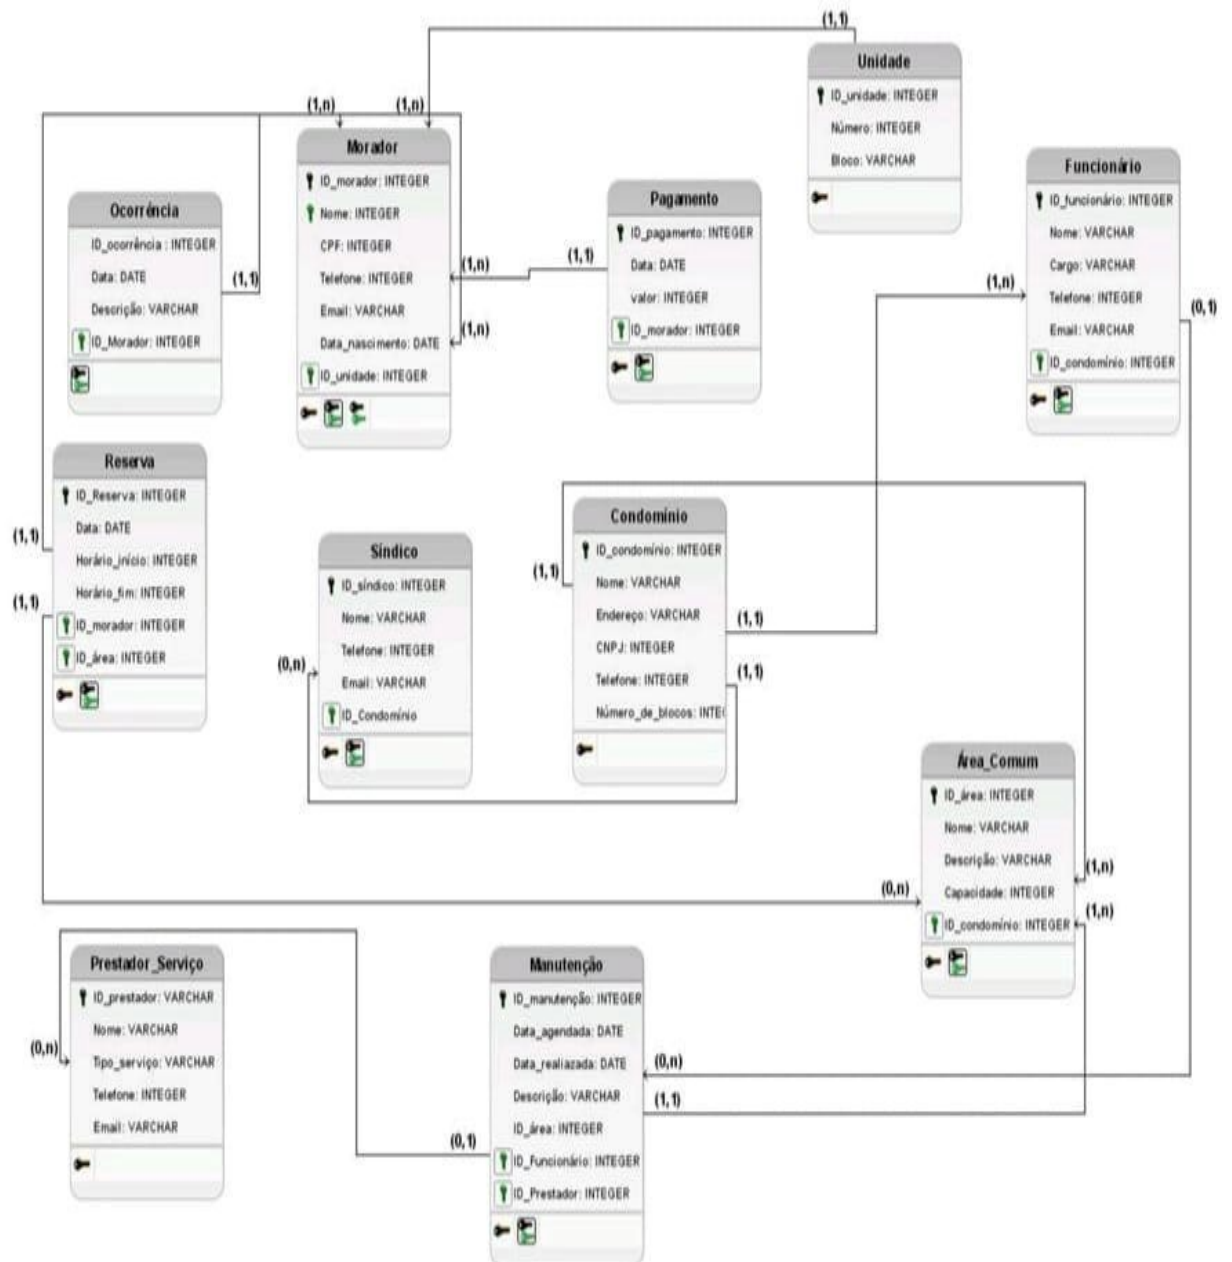 (1,1)
Unidade
ID_unidade: INTEGER
Número: INTEGER
Bloco: VARCHAR
(1,n)
(1,n)
Morador
ID_morador: INTEGER
Nome: INTEGER
CPF: INTEGER
Telefone: INTEGER
Email: VARCHAR
Data_nascimento: DATE
ID_unidade: INTEGER
Funcionário
ID_funcionário: INTEGER
Nome: VARCHAR
Cargo: VARCHAR
Telefone: INTEGER
Email: VARCHAR
ID_condomínio: INTEGER
(1,n)
(0,1)
Ocorrência
ID_ocorrência : INTEGER
Data: DATE
Descrição: VARCHAR
ID_Morador: INTEGER
(1,1)
Pagamento
ID_pagamento: INTEGER
Data: DATE
valor: INTEGER
ID_morador: INTEGER
(1,n)
(1,1)
(1,n)
Reserva
ID_Reserva: INTEGER
Data: DATE
Horário_início: INTEGER
Horário_fim: INTEGER
ID_morador: INTEGER
ID_área: INTEGER
(1,1)
(1,1)
Síndico
ID_síndico: INTEGER
Nome: VARCHAR
Telefone: INTEGER
Email: VARCHAR
ID_Condomínio
(0,n)
Condomínio
ID_condomínio: INTEGER
Nome: VARCHAR
Endereço: VARCHAR
CNPJ: INTEGER
Telefone: INTEGER
Número_de_blocos: INTE
(1,1)
(1,1)
(1,1)
Área_Comum
ID_área: INTEGER
Nome: VARCHAR
Descrição: VARCHAR
Capacidade: INTEGER
ID_condomínio: INTEGER
(1,n)
(0,n)
(1,n)
Prestador_Serviço
ID_prestador: VARCHAR
Nome: VARCHAR
Tipo_serviço: VARCHAR
Telefone: INTEGER
Email: VARCHAR
(0,n)
Manutenção
ID_manutenção: INTEGER
Data_agendada: DATE
Data_realiazada: DATE
Descrição: VARCHAR
ID_área: INTEGER
ID_Funcionário: INTEGER
ID_Prestador: INTEGER
(0,n)
(1,1)
(0,1)